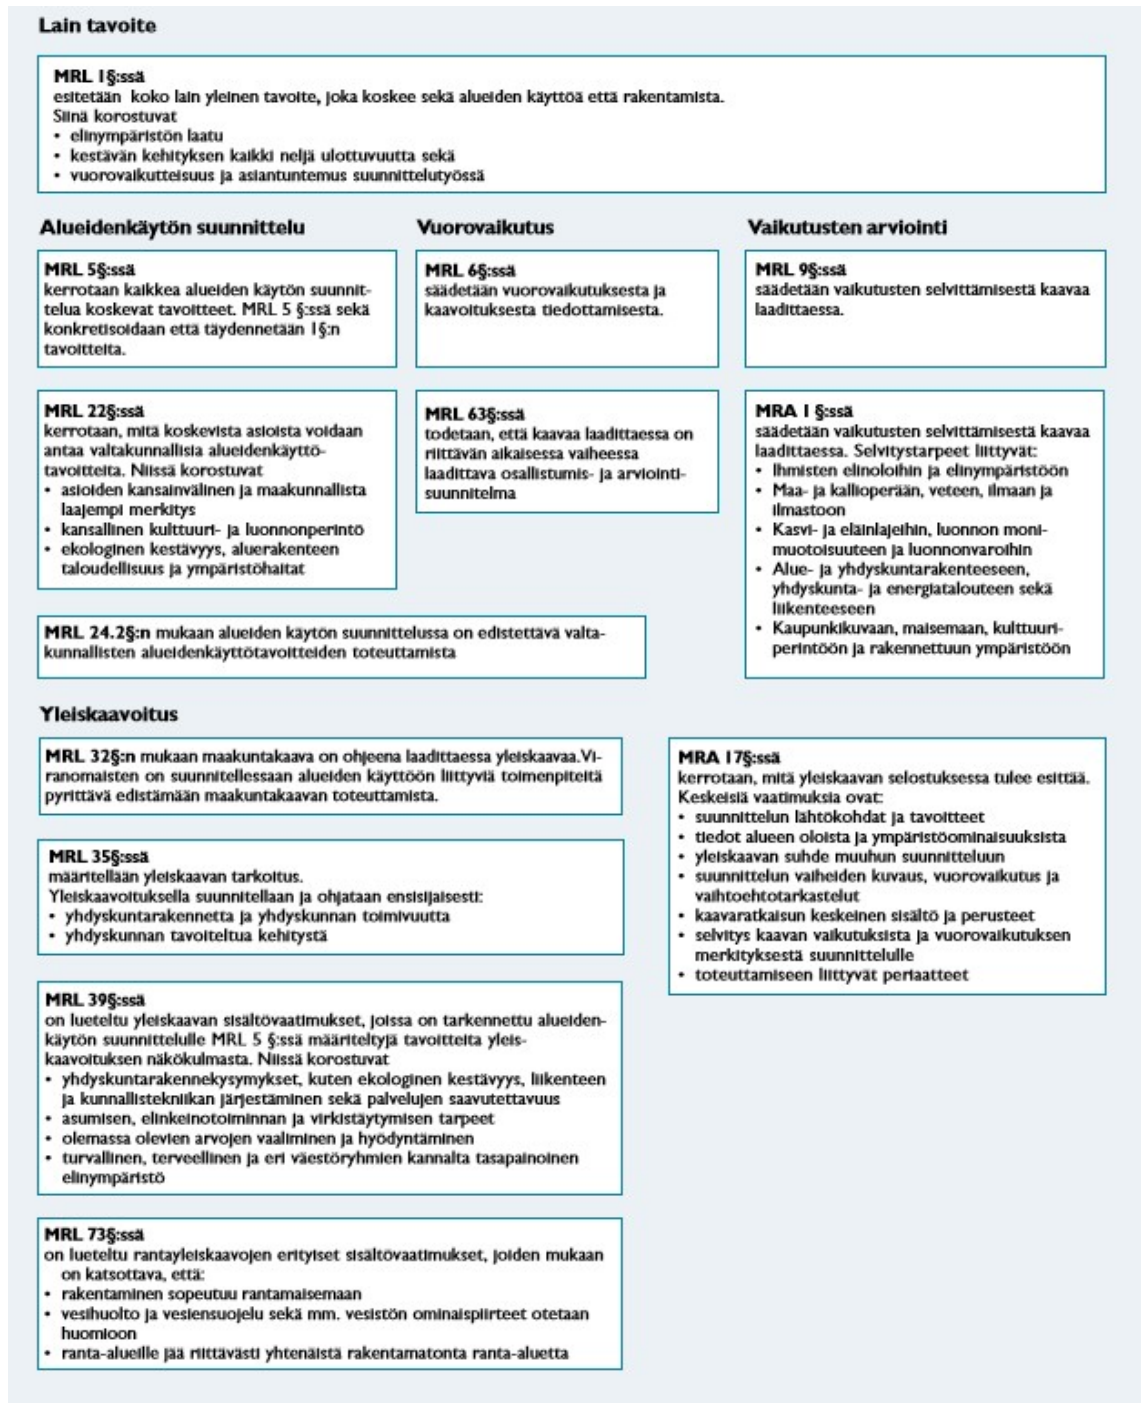 Lain tavoite
MRL 1§:ssä
esitetään koko lain yleinen tavoite, joka koskee sekä alueiden käyttöä että rakentamista.
Siinä korostuvat
• elinympäristön laatu
• kestävän kehityksen kaikki neljä ulottuvuutta sekä
• vuorovaikutteisuus ja asiantuntemus suunnittelutyössä
Alueidenkäytön suunnittelu
MRL 5§:ssä
kerrotaan kaikkea alueiden käytön suunnit-
telua koskevat tavoitteet. MRL 5 §:ssä sekä
konkretisoidaan että täydennetään 1§:n
tavoitteita.
MRL 22§:ssä
kerrotaan, mitä koskevista asioista voidaan
antaa valtakunnallisia alueidenkäyttö-
tavoitteita. Niissä korostuvat
• asioiden kansainvälinen ja maakunnallista
laajempi merkitys
• kansallinen kulttuuri- ja luonnonperintö
• ekologinen kestävyys, aluerakenteen
taloudellisuus ja ympäristöhaitat
Vuorovaikutus
MRL 6§:ssä
säädetään vuorovaikutuksesta ja
kaavoituksesta tiedottamisesta.
MRL 63§:ssä
todetaan, että kaavaa laadittaessa on
riittävän aikaisessa vaiheessa
laadittava osallistumis- ja arviointi-
suunnitelma
MRL 24.2§:n mukaan alueiden käytön suunnittelussa on edistettävä valta-
kunnallisten alueidenkäyttötavoitteiden toteuttamista
Vaikutusten arviointi
MRL 9§:ssä
säädetään vaikutusten selvittämisestä kaavaa
laadittaessa.
MRA 1 §:ssä
säädetään vaikutusten selvittämisestä kaavaa
laadittaessa. Selvitystarpeet liittyvät:
• Ihmisten elinoloihin ja elinympäristöön
• Maa- ja kallioperään, veteen, ilmaan ja
ilmastoon
• Kasvi- ja eläinlajeihin, luonnon moni-
muotoisuuteen ja luonnonvaroihin
• Alue- ja yhdyskuntarakenteeseen,
yhdyskunta- ja energiatalouteen sekä
liikenteeseen
• Kaupunkikuvaan, maisemaan, kulttuuri-
perintöön ja rakennettuun ympäristöön
Yleiskaavoitus
MRL 32§:n mukaan maakuntakaava on ohjeena laadittaessa yleiskaavaa.Vi-
ranomaisten on suunnitellessaan alueiden käyttöön liittyviä toimenpiteitä
pyrittävä edistämään maakuntakaavan toteuttamista.
MRL 35§:ssä
määritellään yleiskaavan tarkoitus.
Yleiskaavoituksella suunnitellaan ja ohjataan ensisijaisesti:
• yhdyskuntarakennetta ja yhdyskunnan toimivuutta
• yhdyskunnan tavoiteltua kehitystä
MRL 39§:ssä
on lueteltu yleiskaavan sisältövaatimukset, joissa on tarkennettu alueiden-
käytön suunnittelulle MRL 5 §:ssä määriteltyjä tavoitteita yleis-
kaavoituksen näkökulmasta. Niissä korostuvat
• yhdyskuntarakennekysymykset, kuten ekologinen kestävyys, liikenteen
ja kunnallistekniikan järjestäminen sekä palvelujen saavutettavuus
• asumisen, elinkeinotoiminnan ja virkistäytymisen tarpeet
• olemassa olevien arvojen vaaliminen ja hyödyntäminen
• turvallinen, terveellinen ja eri väestöryhmien kannalta tasapainoinen
elinympäristö
MRL 73§:ssä
on lueteltu rantayleiskaavojen erityiset sisältövaatimukset, joiden mukaan
on katsottava, että:
• rakentaminen sopeutuu rantamaisemaan
• vesihuolto ja vesiensuojelu sekä mm. vesistön ominaispiirteet otetaan
huomioon
• ranta-alueille jää riittävästi yhtenäistä rakentamatonta ranta-aluetta
MRA 17§:ssä
kerrotaan, mitä yleiskaavan selostuksessa tulee esittää.
Keskeisiä vaatimuksia ovat:
• suunnittelun lähtökohdat ja tavoitteet
• tiedot alueen oloista ja ympäristöominaisuuksista
• yleiskaavan suhde muuhun suunnitteluun
• suunnittelun vaiheiden kuvaus, vuorovaikutus ja
vaihtoehtotarkastelut
• kaavaratkaisun keskeinen sisältö ja perusteet
• selvitys kaavan vaikutuksista ja vuorovaikutuksen
merkityksestä suunnittelulle
• toteuttamiseen liittyvät periaatteet